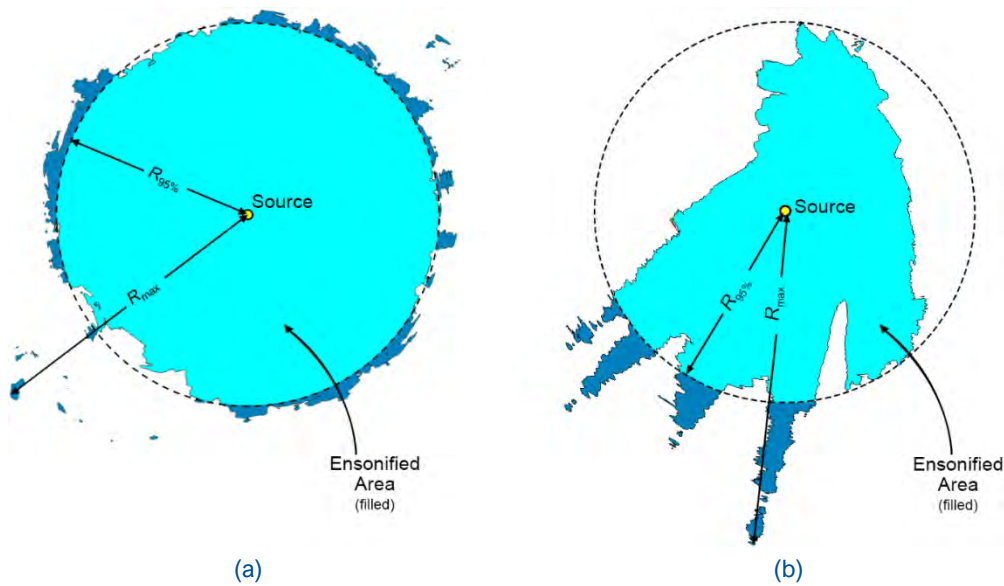 R95%
Source
Rmax
Ensonified
Area
(filled)
(a)
Source
R95%
Rmax
Ensonified
Area
(filled)
(b)